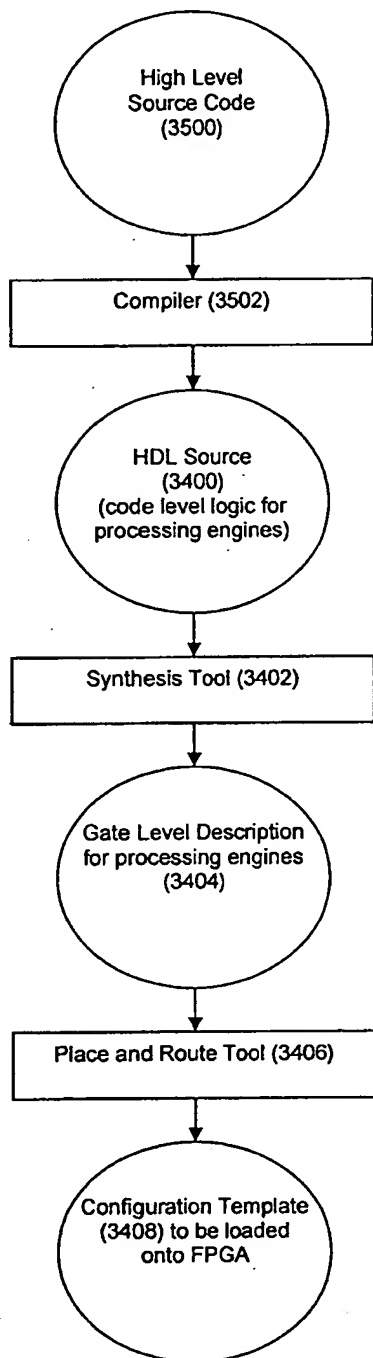 High Level
Source Code
(3500)
Compiler (3502)
HDL Source
(3400)
(code level logic for
processing engines)
Synthesis Tool (3402)
Gate Level Description
for processing engines
(3404)
Place and Route Tool (3406)
Configuration Template
(3408) to be loaded
onto FPGA